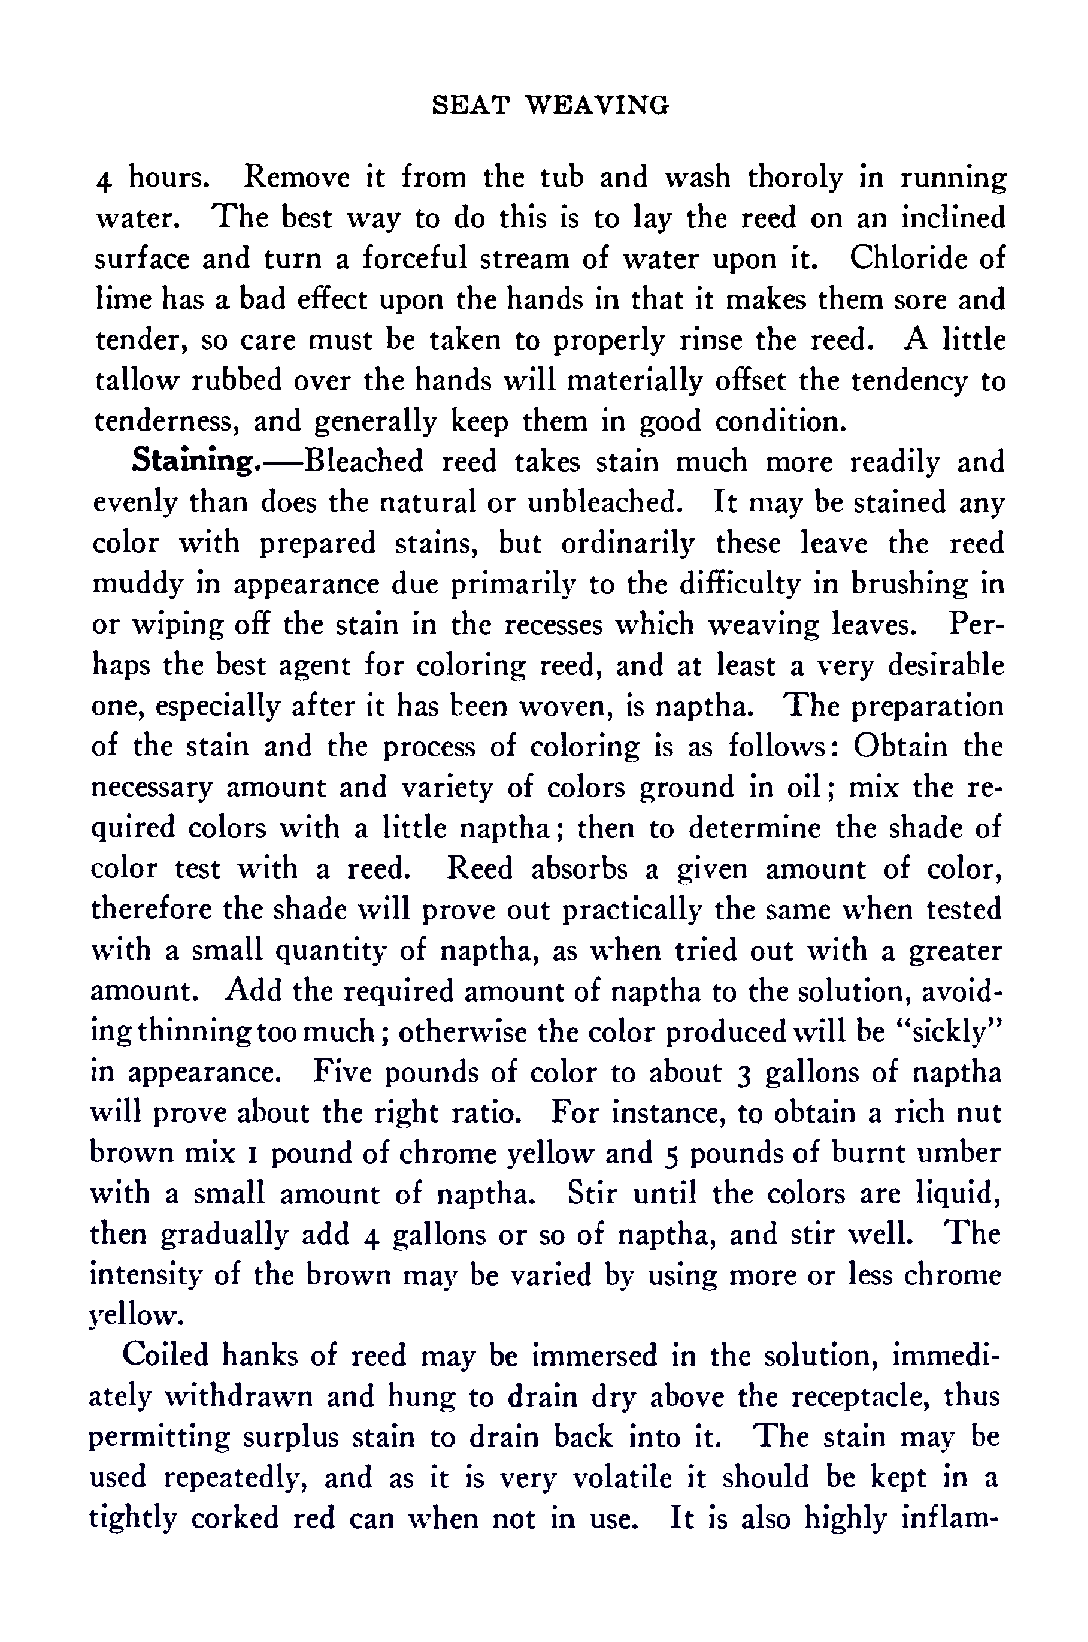 SEAT WEAVING
4 hours. Remove it from the tub and wash thoroly in running
water. The best way to do this is to lay the reed on an inclined
surface and turn a forceful stream of water upon it. Chloride of
lime has a bad effect upon the hands in that it makes them sore and
tender, so care must be taken to properly rinse the reed. A little
tallow rubbed over the hands will materially offset the tendency to
tenderness, and generally keep them in good condition.
Staining.—Bleached reed takes stain much more readily and
evenly than does the natural or unbleached. It may be stained any
color with prepared stains, but ordinarily these leave the reed
muddy in appearance due primarily to the difficulty in brushing in
or wiping off the stain in the recesses which weaving leaves. Per-
haps the best agent for coloring reed, and at least a very desirable
one, especially after it has been woven, is naptha. The preparation
of the stain and the process of coloring is as follows: Obtain the
necessary amount and variety of colors ground in oil; mix the re-
quired colors with a little naptha; then to determine the shade of
color test with a reed. Reed absorbs a given amount of color,
therefore the shade will prove out practically the same when tested
with a small quantity of naptha, as when tried out with a greater
amount. Add the required amount of naptha to the solution, avoid-
ing thinning too much; otherwise the color produced will be “sickly”
in appearance. Five pounds of color to about 3 gallons of naptha
will prove about the right ratio. For instance, to obtain a rich nut
brown mix 1 pound of chrome yellow and 5 pounds of burnt umber
with a small amount of naptha. Stir until the colors are liquid,
then gradually add 4 gallons or so of naptha, and stir well. The
intensity of the brown may be varied by using more or less chrome
yellow.
Coiled hanks of reed may be immersed in the solution, immedi-
ately withdrawn and hung to drain dry above the receptacle, thus
permitting surplus stain to drain back into it. The stain may be
used repeatedly, and as it is very volatile it should be kept in a
tightly corked red can when not in use. It is also highly inflam-